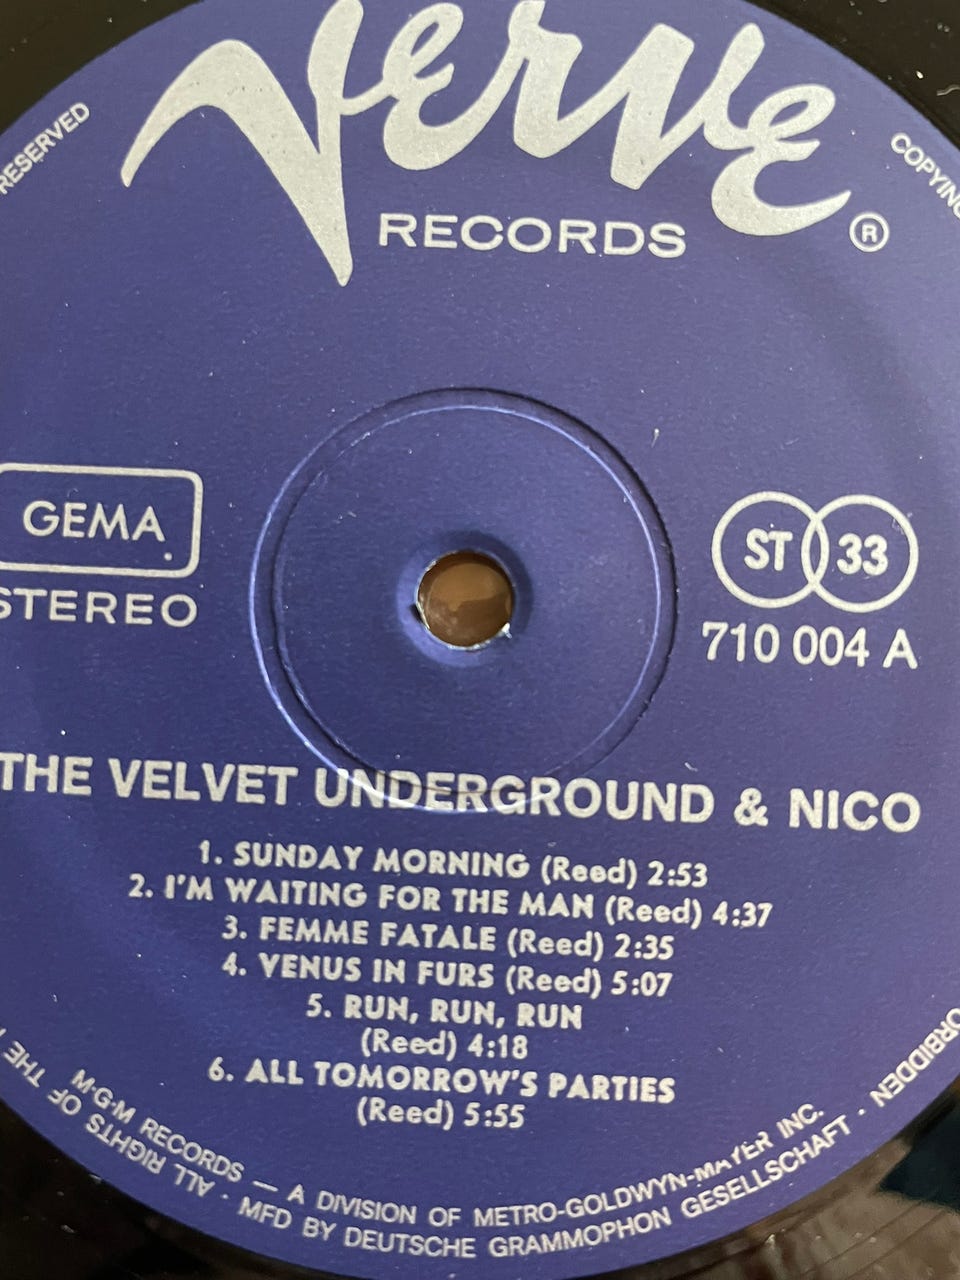 Verve
RECORDS
®
RESERVED
COPYING
GEMA
STEREO
ST 33
710 004 A
THE VELVET UNDERGROUND & NICO
1. SUNDAY MORNING (Reed) 2:53
2. I'M WAITING FOR THE MAN (Reed) 4:37
3. FEMME FATALE (Reed) 2:35
4. VENUS IN FURS (Reed) 5:07
5. RUN, RUN, RUN
(Reed) 4:18
6. ALL TOMORROW'S PARTIES
(Reed) 5:55
M·G·M RECORDS — A DIVISION OF METRO-GOLDWYN-MAYER INC.
ALL RIGHTS OF THE
· MFD BY DEUTSCHE GRAMMOPHON GESELLSCHAFT ·